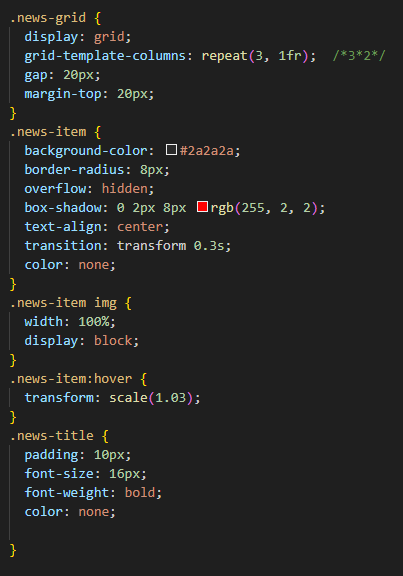 .news-grid {
  display: grid;
  grid-template-columns: repeat(3, 1fr);  /*3*2*/
  gap: 20px;
  margin-top: 20px;
}
.news-item {
  background-color: #2a2a2a;
  border-radius: 8px;
  overflow: hidden;
  box-shadow: 0 2px 8px rgb(255, 2, 2);
  text-align: center;
  transition: transform 0.3s;
  color: none;
}
.news-item img {
  width: 100%;
  display: block;
}
.news-item:hover {
  transform: scale(1.03);
}
.news-title {
  padding: 10px;
  font-size: 16px;
  font-weight: bold;
  color: none;

}